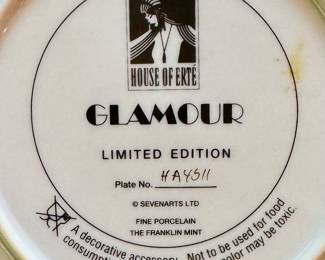 HOUSE OF ERTÉ
GLAMOUR
LIMITED EDITION
Plate No. HA4511
© SEVENARTS LTD
FINE PORCELAIN
THE FRANKLIN MINT
A decorative accessory. Not to be used for food
consumpti color may be toxic.